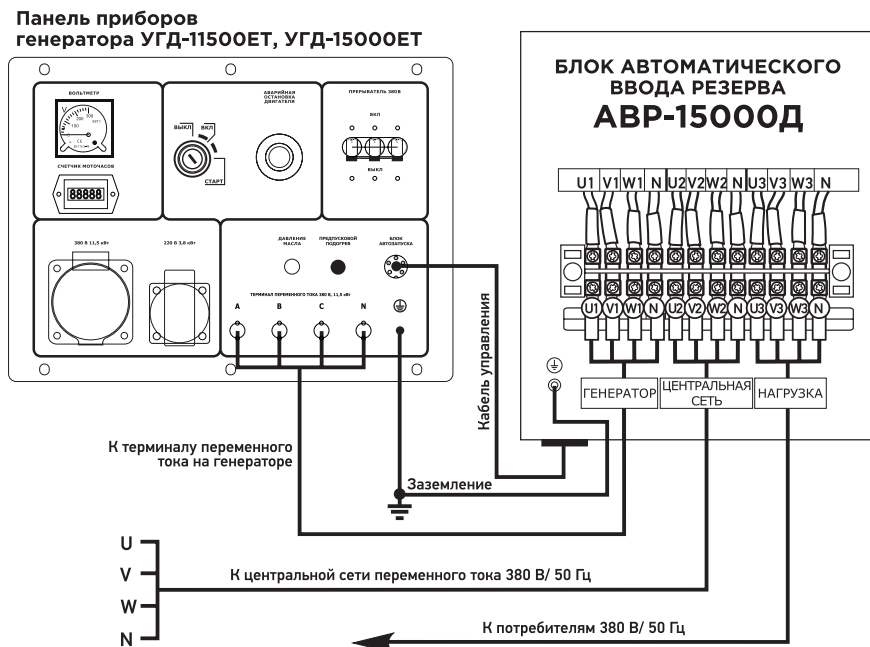 Панель приборов
генератора УГД-11500ЕТ, УГД-15000ЕТ
ВОЛЬТМЕТР
V
100
200
300
СЧЕТЧИК МОТОЧАСОВ
88888
ВЫКЛ
ВКЛ
СТАРТ
АВАРИЙНАЯ
ОСТАНОВКА
ДВИГАТЕЛЯ
ПРЕРЫВАТЕЛЬ 380 В
ВКЛ
ВЫКЛ
380 В 11,5 кВт
220 В 3,8 кВт
ДАВЛЕНИЕ
МАСЛА
ПРЕДПУСКОВОЙ
ПОДОГРЕВ
БЛОК
АВТОЗАПУСКА
ТЕРМИНАЛ ПЕРЕМЕННОГО ТОКА 380 В, 11,5 кВт
A B C N
БЛОК АВТОМАТИЧЕСКОГО
ВВОДА РЕЗЕРВА
АВР-15000Д
U1 V1 W1 N U2 V2 W2 N U3 V3 W3 N
U1 V1 W1 N U2 V2 W2 N U3 V3 W3 N
ГЕНЕРАТОР
ЦЕНТРАЛЬНАЯ
СЕТЬ
НАГРУЗКА
Кабель управления
К терминалу переменного
тока на генераторе
Заземление
U
V
W
N
К центральной сети переменного тока 380 В/ 50 Гц
К потребителям 380 В/ 50 Гц